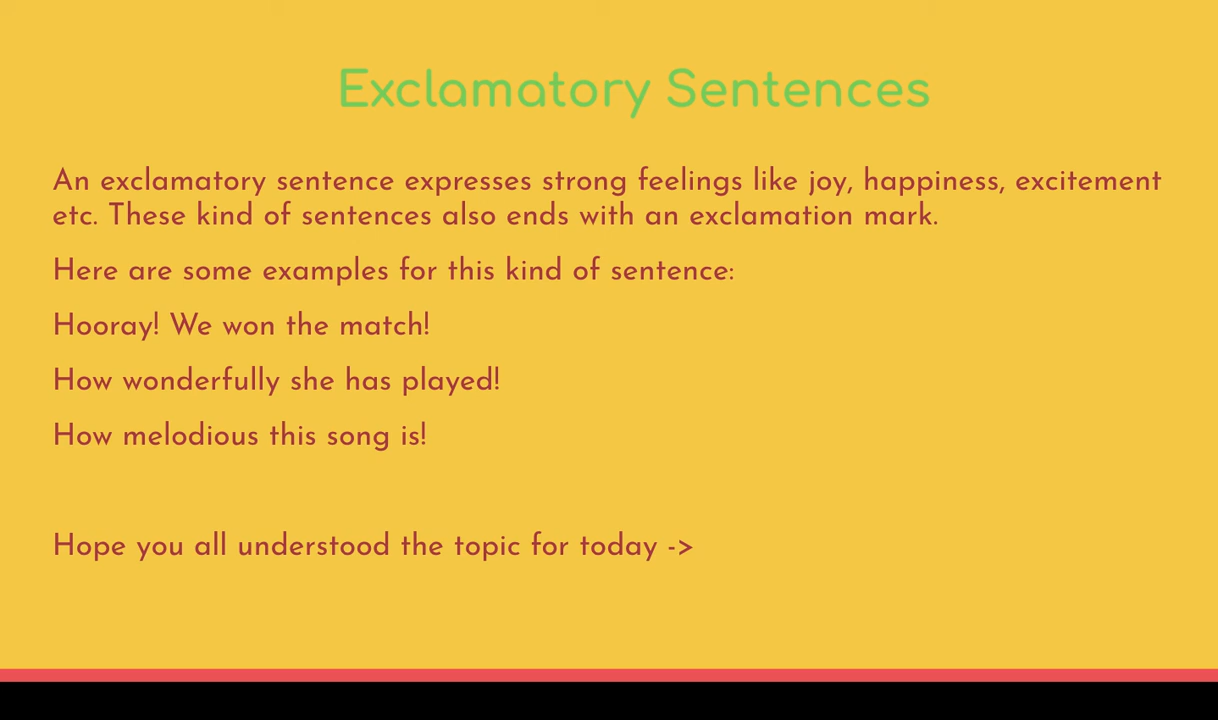 Exclamatory Sentences
An exclamatory sentence expresses strong feelings like joy, happiness, excitement
etc. These kind of sentences also ends with an exclamation mark.
Here are some examples for this kind of sentence:
Hooray! We won the match!
How wonderfully she has played!
How melodious this song is!
Hope you all understood the topic for today ->